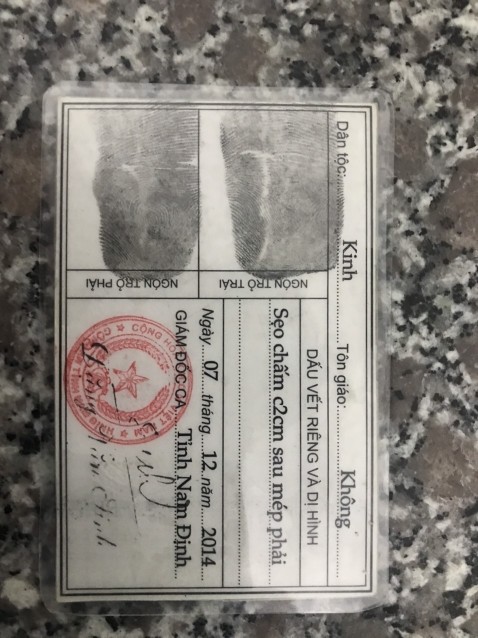 Dân tộc: Kinh Tôn giáo: Không
DẤU VẾT RIÊNG VÀ DỊ HÌNH
Sẹo chấm c2cm sau mép phải
Ngày 07 tháng 12 năm 2014
GIÁM ĐỐC CA Tỉnh Nam Định
NGÓN TRỎ TRÁI
NGÓN TRỎ PHẢI